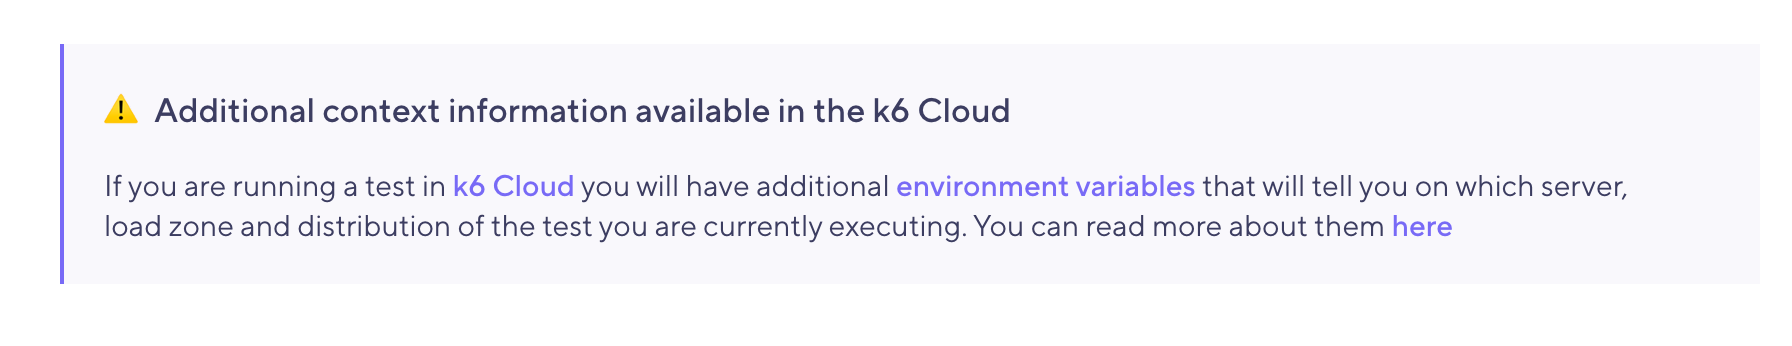 Additional context information available in the k6 Cloud
If you are running a test in k6 Cloud you will have additional environment variables that will tell you on which server,
load zone and distribution of the test you are currently executing. You can read more about them here